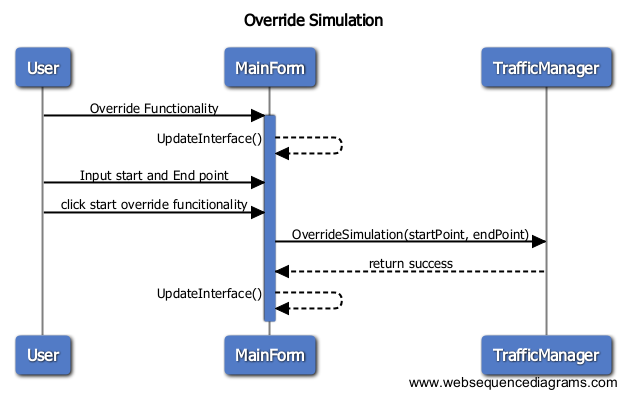 Override Simulation
User
MainForm
TrafficManager
Override Functionality
UpdateInterface()
Input start and End point
click start override funcitionality
OverrideSimulation(startPoint, endPoint)
return success
UpdateInterface()
User
MainForm
TrafficManager
www.websequencediagrams.com